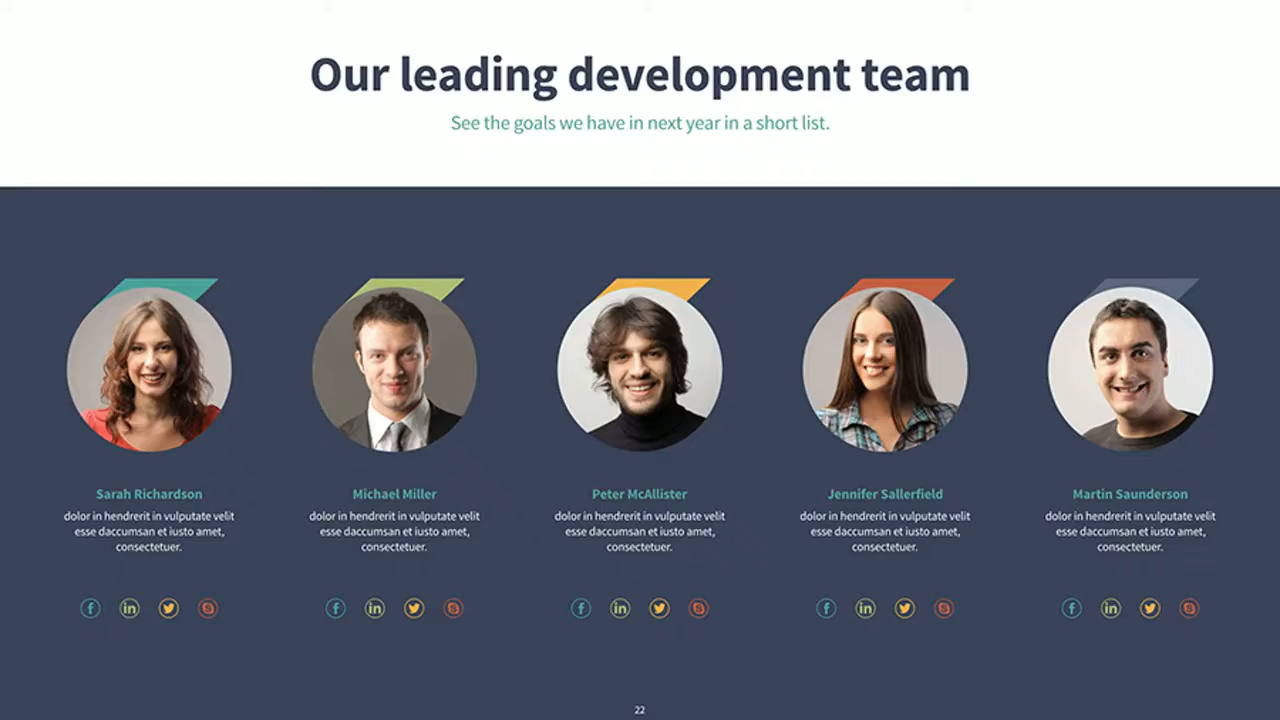 Our leading development team
See the goals we have in next year in a short list.
Sarah Richardson
dolor in hendrerit in vulputate velit
esse daccumsan et iusto amet,
consectetuer.
Michael Miller
dolor in hendrerit in vulputate velit
esse daccumsan et iusto amet,
consectetuer.
Peter McAllister
dolor in hendrerit in vulputate velit
esse daccumsan et iusto amet,
consectetuer.
Jennifer Sallerfield
dolor in hendrerit in vulputate velit
esse daccumsan et iusto amet,
consectetuer.
Martin Saunderson
dolor in hendrerit in vulputate velit
esse daccumsan et iusto amet,
consectetuer.
22